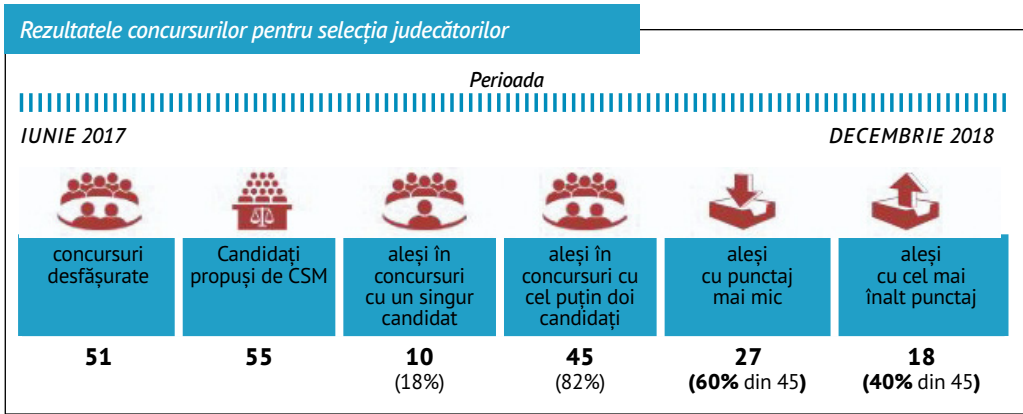 Rezultatele concursurilor pentru selecția judecătorilor
Perioada
IUNIE 2017
DECEMBRIE 2018
concursuri
desfășurate
51
Candidați
propuși de CSM
55
aleși în
concursuri
cu un singur
candidat
10
(18%)
aleși în
concursuri cu
cel puțin doi
candidați
45
(82%)
aleși
cu punctaj
mai mic
27
(60% din 45)
aleși
cu cel mai
înalt punctaj
18
(40% din 45)